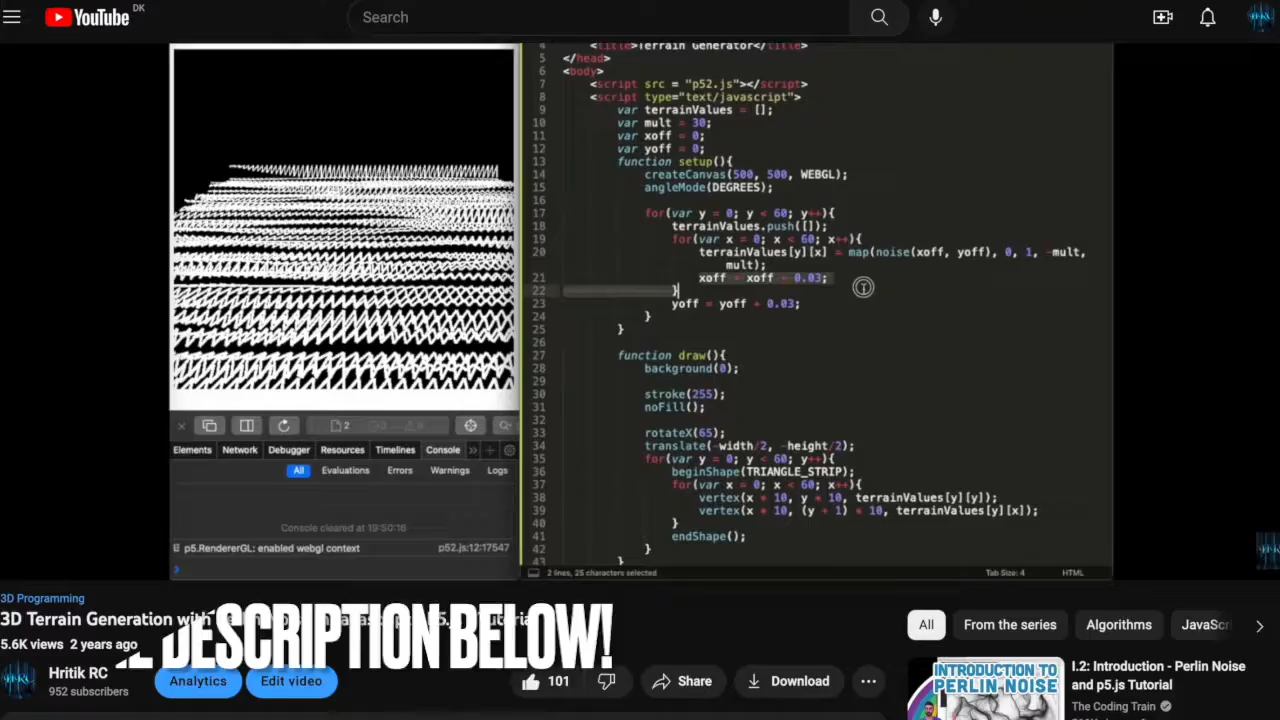 YouTube DK
Search
4 <title>Terrain Generator</title>
5 </head>
6 <body>
7 <script src = "p52.js"></script>
8 <script type="text/javascript">
9 var terrainValues = [];
10 var mult = 30;
11 var xoff = 0;
12 var yoff = 0;
13 function setup(){
14 createCanvas(500, 500, WEBGL);
15 angleMode(DEGREES);
16
17 for(var y = 0; y < 60; y++){
18 terrainValues.push([]);
19 for(var x = 0; x < 60; x++){
20 terrainValues[y][x] = map(noise(xoff, yoff), 0, 1, -mult,
mult);
21 xoff = xoff + 0.03;
22 }
23 yoff = yoff + 0.03;
24 }
25 }
26
27 function draw(){
28 background(0);
29
30 stroke(255);
31 noFill();
32
33 rotateX(65);
34 translate(-width/2, -height/2);
35 for(var y = 0; y < 60; y++){
36 beginShape(TRIANGLE_STRIP);
37 for(var x = 0; x < 60; x++){
38 vertex(x * 10, y * 10, terrainValues[y][y]);
39 vertex(x * 10, (y + 1) * 10, terrainValues[y][x]);
40 }
41 endShape();
42 }
43 }
2 lines, 25 characters selected
Tab Size: 4
HTML
2
Elements Network Debugger Resources Timelines Console
All Evaluations Errors Warnings Logs
Console cleared at 19:50:16
p5.RendererGL: enabled webgl context p52.js:12:17547
3D Programming
3D Terrain Generation with
DESCRIPTION BELOW!
5.6K views 2 years ago
Hritik RC
952 subscribers
Analytics
Edit video
101
Share
Download
All
From the series
Algorithms
JavaScri
INTRODUCTION TO
PERLIN NOISE
I.2: Introduction - Perlin Noise
and p5.js Tutorial
The Coding Train